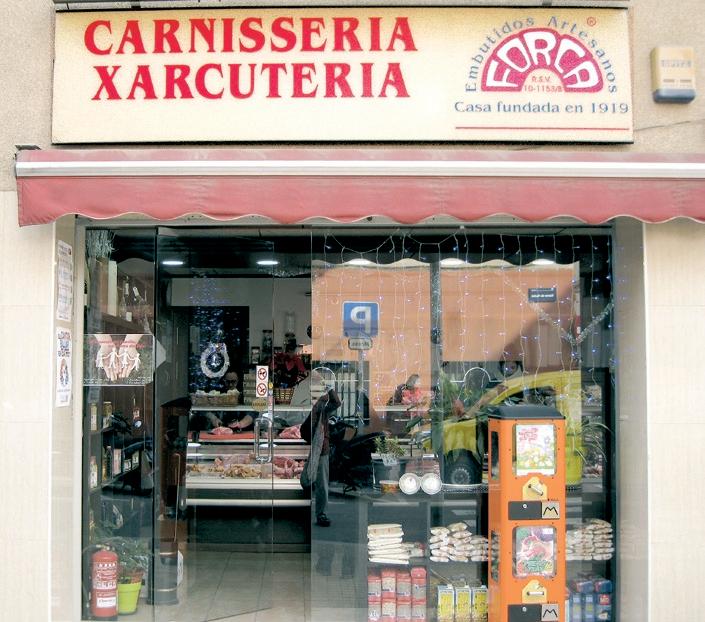 CARNISSERIA
XARCUTERIA
Embutidos Artesanos
FORCA
R.S.V.
10-1153/B
Casa fundada en 1919
P
M
M